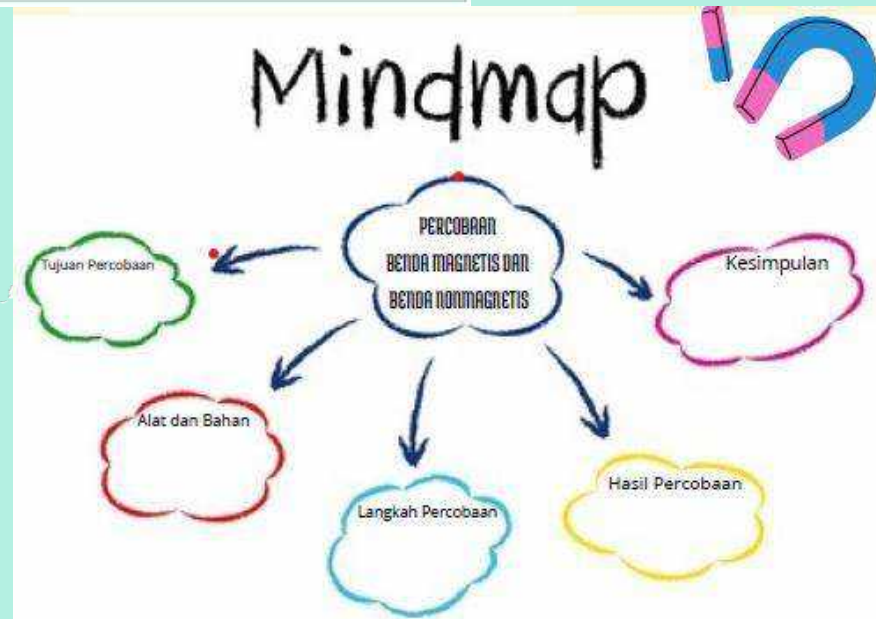 Mindmap
PERCOBAAN
BENDA MAGNETIS DAN
BENDA NONMAGNETIS
Tujuan Percobaan
Kesimpulan
Alat dan Bahan
Langkah Percobaan
Hasil Percobaan